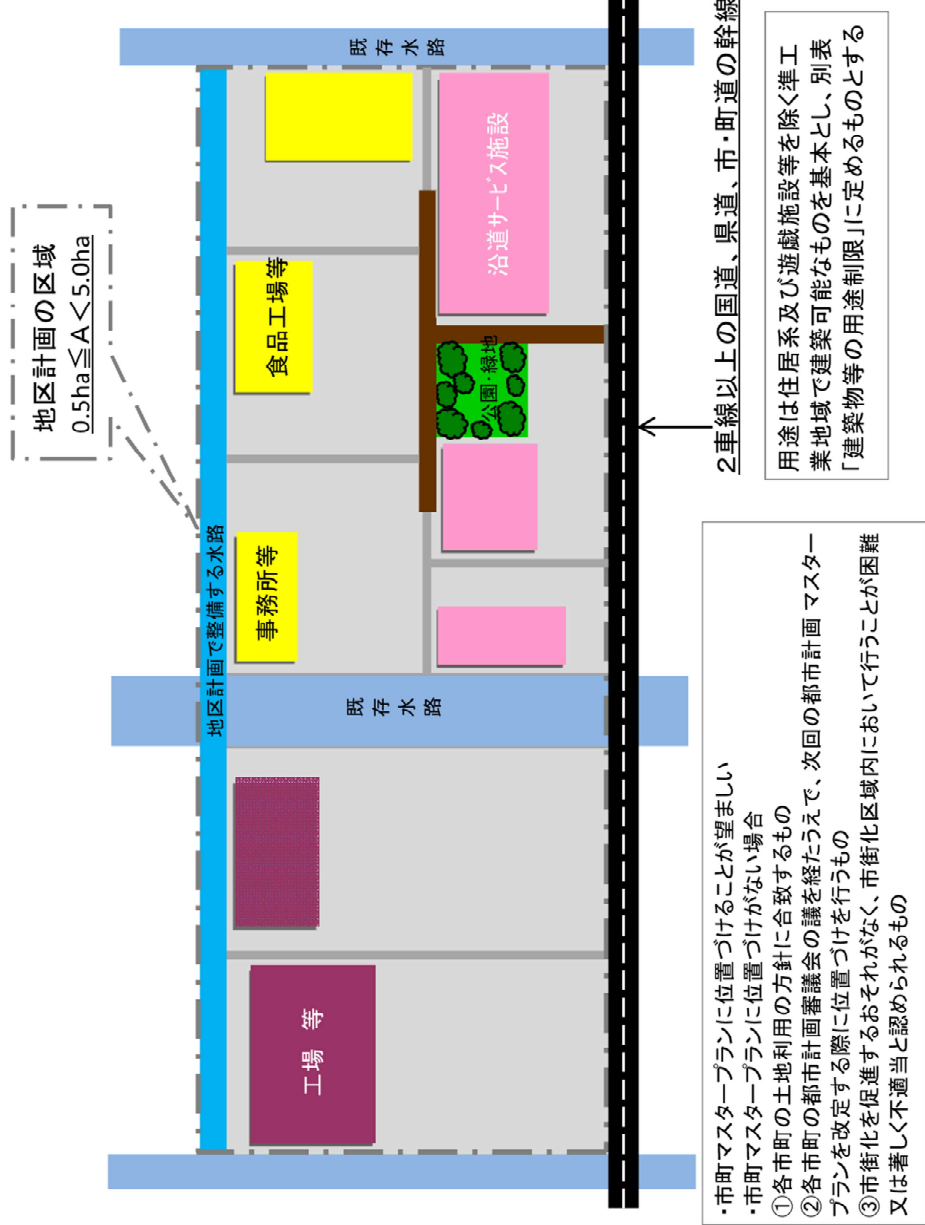 地区計画の区域
0.5ha≦A<5.0ha
地区計画で整備する水路
既存水路
既存水路
工場 等
事務所等
食品工場等
公園・緑地
沿道サービス施設
2車線以上の国道、県道、市・町道の幹線
・市町マスタープランに位置づけることが望ましい
・市町マスタープランに位置づけがない場合
①各市町の土地利用の方針に合致するもの
②各市町の都市計画審議会の議を経たうえで、次回の都市計画 マスター
プランを改定する際に位置づけを行うもの
③市街化を促進するおそれがなく、市街化区域内において行うことが困難
又は著しく不適当と認められるもの
用途は住居系及び遊戯施設等を除く準工
業地域で建築可能なものを基本とし、別表
「建築物等の用途制限」に定めるものとする